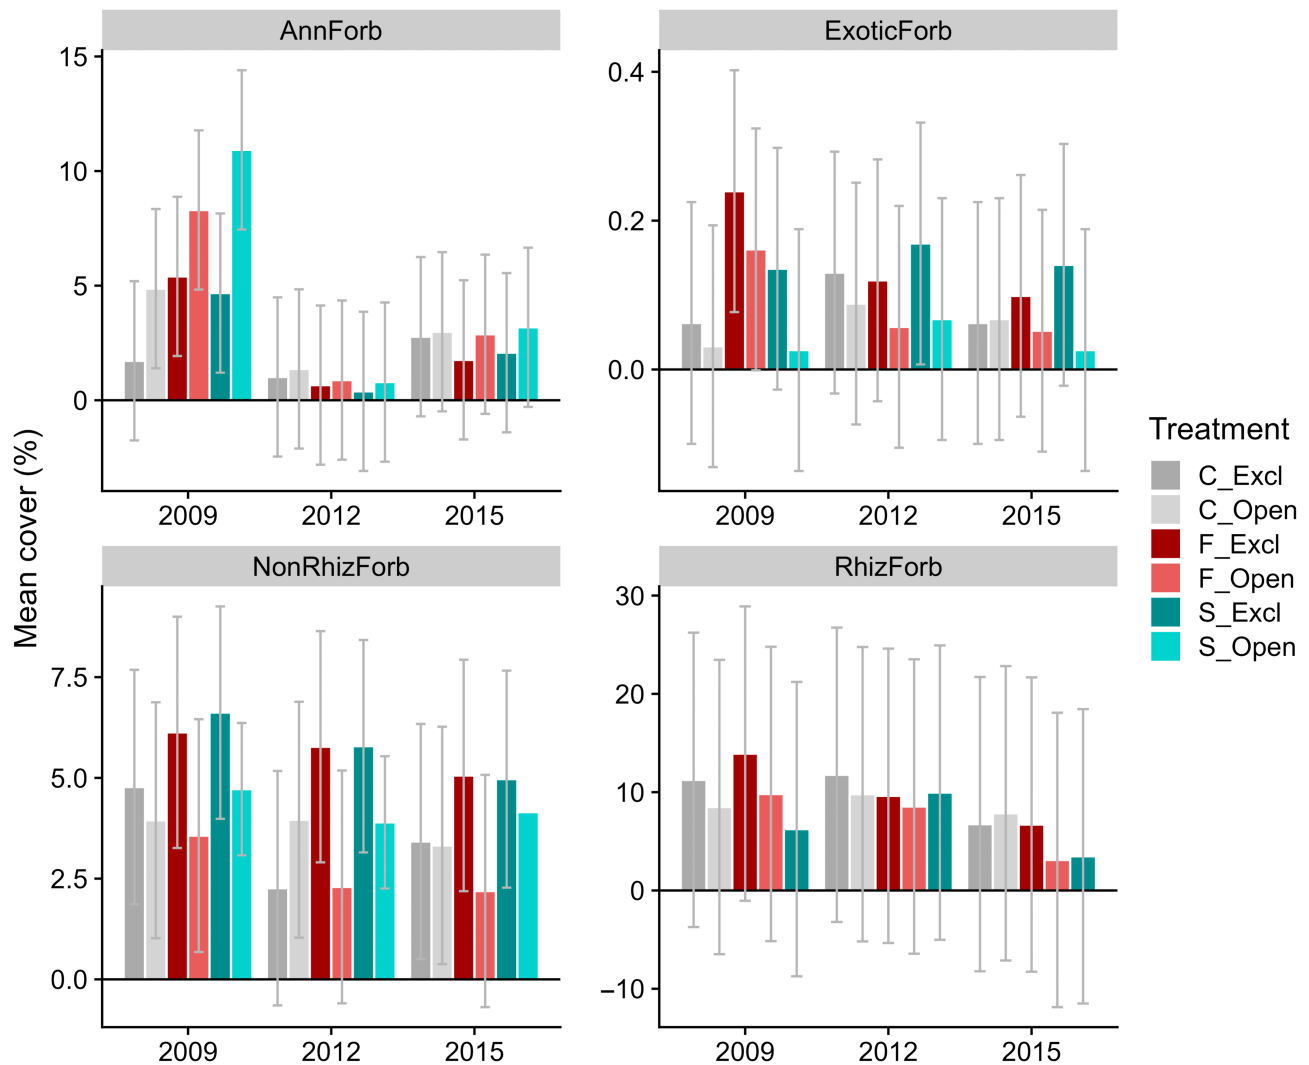 AnnForb
ExoticForb
15
10
5
0
0.4
0.2
0.0
2009 2012 2015
2009 2012 2015
Mean cover (%)
NonRhizForb
RhizForb
7.5
5.0
2.5
0.0
30
20
10
0
−10
2009 2012 2015
2009 2012 2015
Treatment
C_Excl
C_Open
F_Excl
F_Open
S_Excl
S_Open